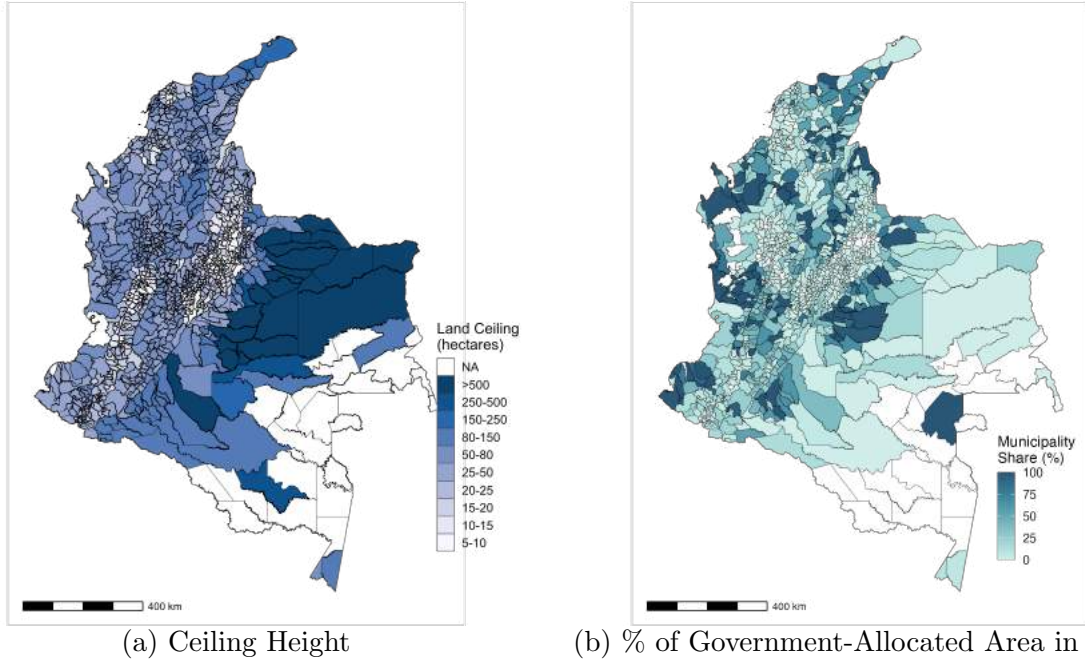 Land Ceiling
(hectares)
NA
>500
250-500
150-250
80-150
50-80
25-50
20-25
15-20
10-15
5-10
400 km
(a) Ceiling Height
Municipality
Share (%)
100
75
50
25
0
400 km
(b) % of Government-Allocated Area in